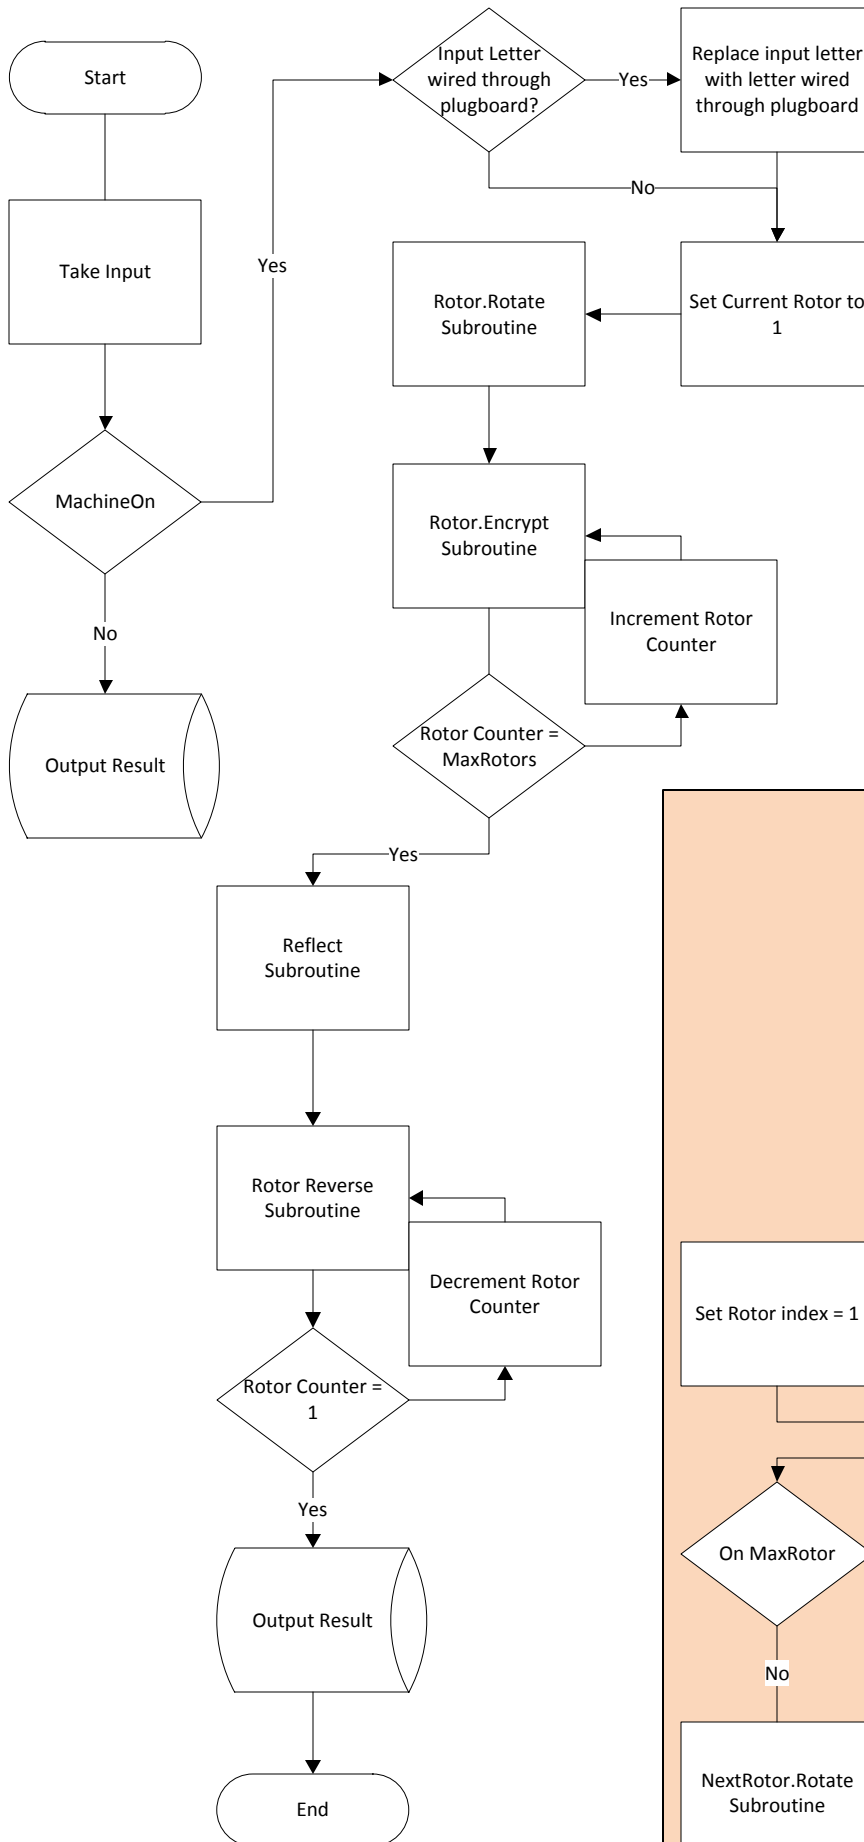 Start
Take Input
MachineOn
Yes
No
Output Result
Input Letter
wired through
plugboard?
Yes
Replace input letter
with letter wired
through plugboard
No
Set Current Rotor to
1
Rotor.Rotate
Subroutine
Rotor.Encrypt
Subroutine
Increment Rotor
Counter
Rotor Counter =
MaxRotors
Yes
Reflect
Subroutine
Rotor Reverse
Subroutine
Decrement Rotor
Counter
Rotor Counter =
1
Yes
Output Result
End
Set Rotor index = 1
On MaxRotor
No
NextRotor.Rotate
Subroutine